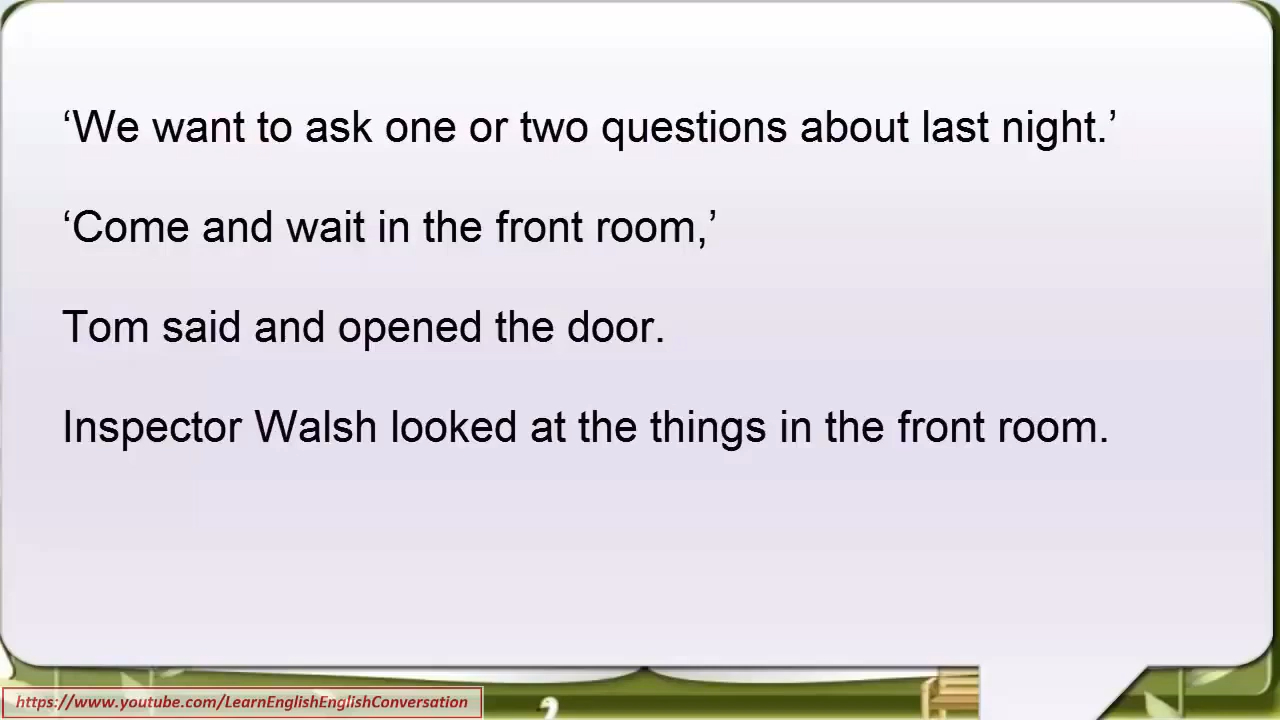 ‘We want to ask one or two questions about last night.’
‘Come and wait in the front room,’
Tom said and opened the door.
Inspector Walsh looked at the things in the front room.
https://www.youtube.com/LearnEnglishEnglishConversation